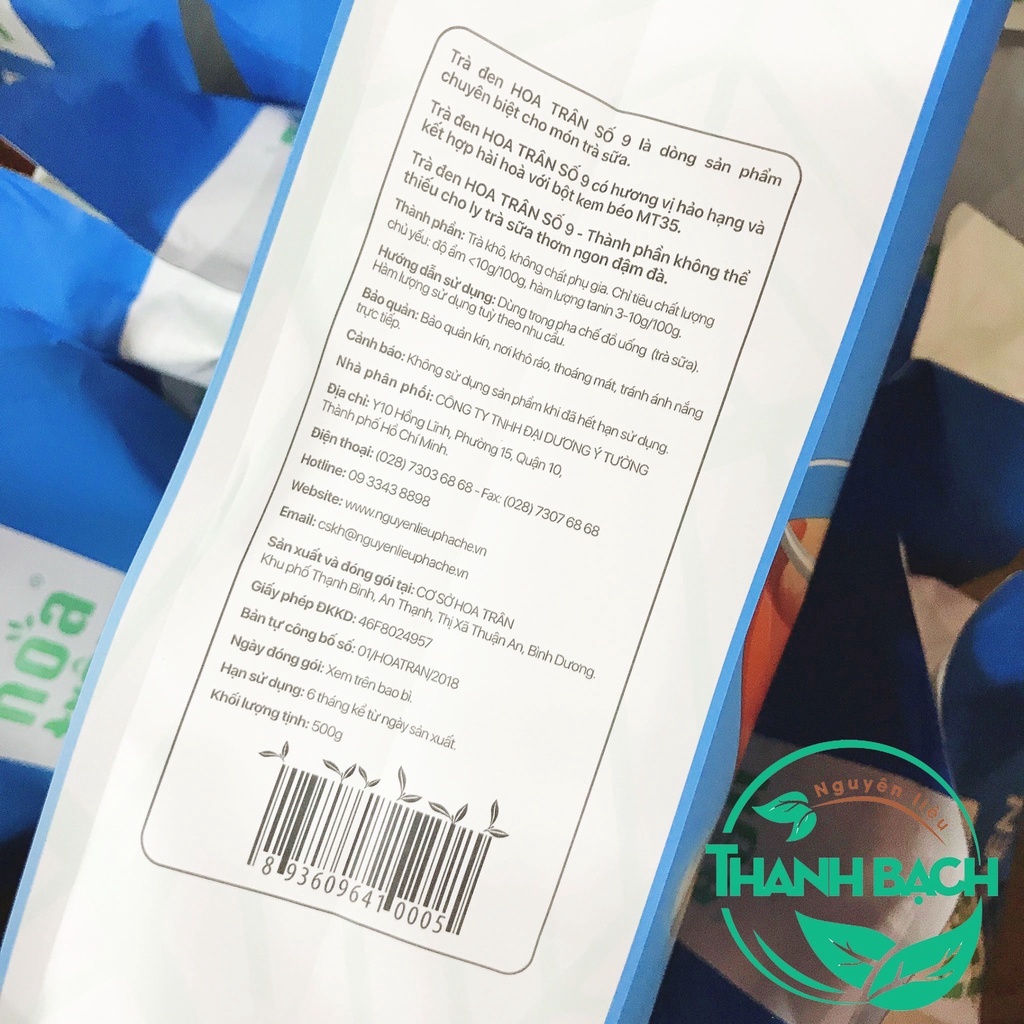 Trà đen HOA TRÂN SỐ 9 là dòng sản phẩm
chuyên biệt cho món trà sữa.
Trà đen HOA TRÂN SỐ 9 có hương vị hảo hạng và
kết hợp hài hoà với bột kem béo MT35.
Trà đen HOA TRÂN SỐ 9 - Thành phần không thể
thiếu cho ly trà sữa thơm ngon đậm đà.
Thành phần: Trà khô, không chất phụ gia. Chỉ tiêu chất lượng
chủ yếu: độ ẩm <10g/100g, hàm lượng tanin 3-10g/100g.
Hướng dẫn sử dụng: Dùng trong pha chế đồ uống (trà sữa).
Hàm lượng sử dụng tuỳ theo nhu cầu.
Bảo quản: Bảo quản kín, nơi khô ráo, thoáng mát, tránh ánh nắng
trực tiếp.
Cảnh báo: Không sử dụng sản phẩm khi đã hết hạn sử dụng.
Nhà phân phối: CÔNG TY TNHH ĐẠI DƯƠNG Ý TƯỞNG
Địa chỉ: Y10 Hồng Lĩnh, Phường 15, Quận 10,
Thành phố Hồ Chí Minh.
Điện thoại: (028) 7303 68 68 - Fax: (028) 7307 68 68
Hotline: 09 3343 8898
Website: www.nguyenlieuphache.vn
Email: cskh@nguyenlieuphache.vn
Sản xuất và đóng gói tại: CƠ SỞ HOA TRÂN
Khu phố Thạnh Bình, An Thạnh, Thị Xã Thuận An, Bình Dương.
Giấy phép ĐKKD: 46F8024957
Bản tự công bố số: 01/HOATRAN/2018
Ngày đóng gói: Xem trên bao bì.
Hạn sử dụng: 6 tháng kể từ ngày sản xuất.
Khối lượng tịnh: 500g
8 936096 410005
hoa
Nguyên liệu
THANH BẠCH